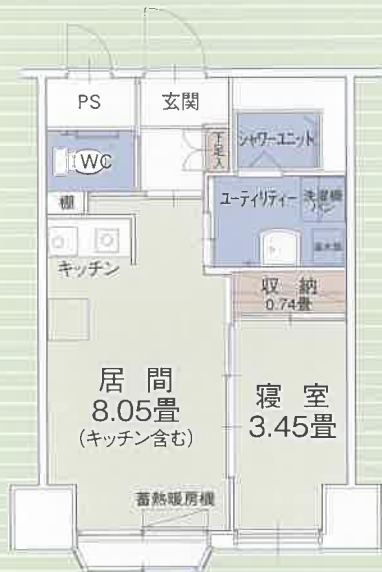 PS
玄関
WC
下足入
シャワーユニット
棚
ユーティリティー
洗濯機
パン
温水器
キッチン
収 納
0.74畳
居 間
8.05畳
(キッチン含む)
寝 室
3.45畳
蓄熱暖房機